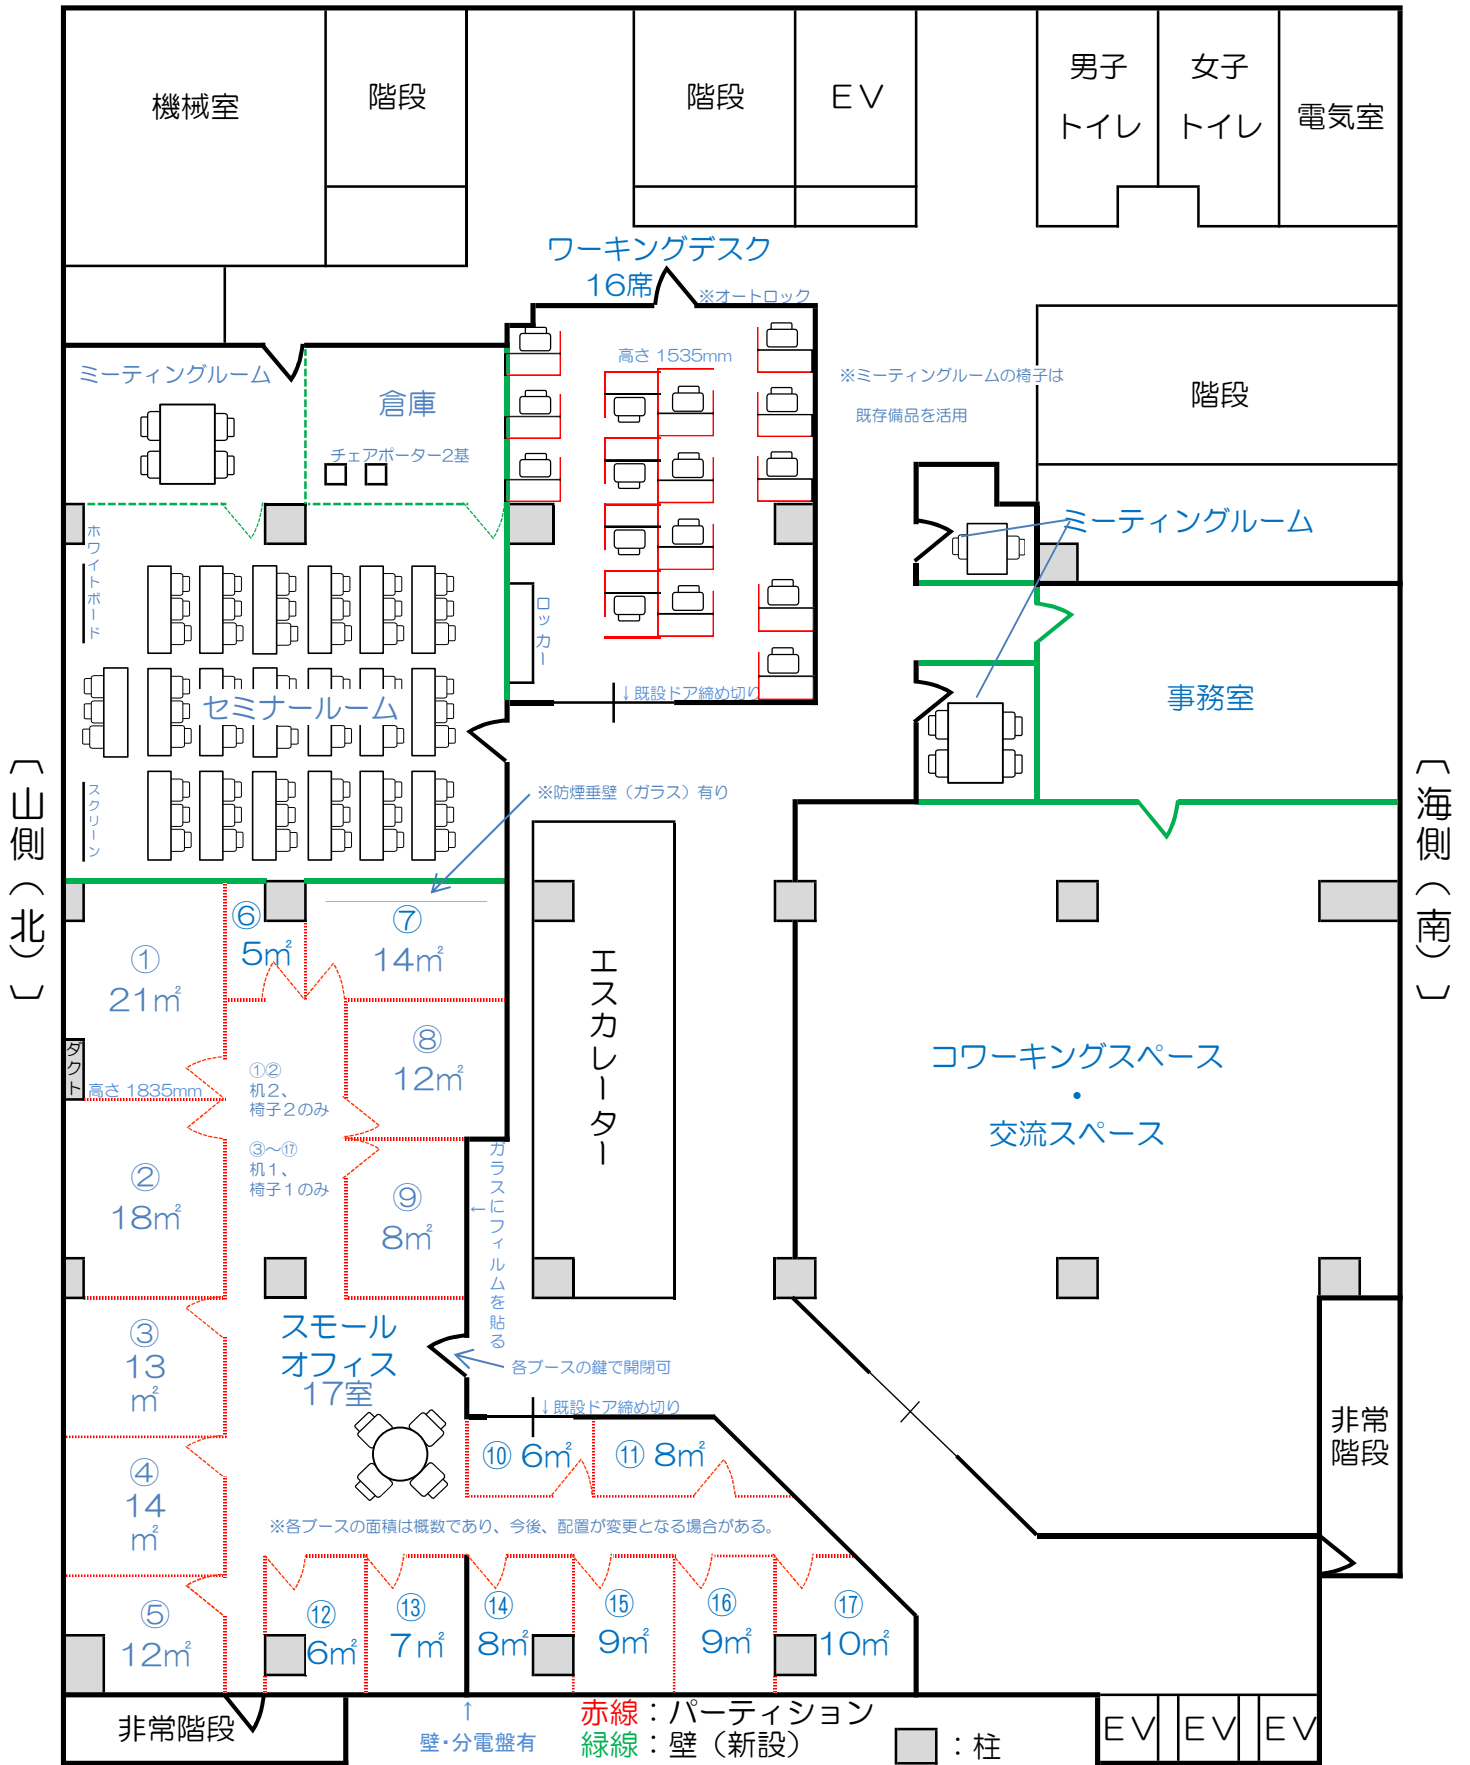 機械室
階段
階段
EV
男子
トイレ
女子
トイレ
電気室
ワーキングデスク
16席
※オートロック
高さ 1535mm
※ミーティングルームの椅子は
既存備品を活用
階段
ミーティングルーム
倉庫
チェアポーター2基
ホワイトボード
ロッカー
ミーティングルーム
セミナールーム
↓既設ドア締め切り
事務室
スクリーン
※防煙垂壁（ガラス）有り
〔山側（北）〕
〔海側（南）〕
①
21㎡
⑥
5㎡
⑦
14㎡
エスカレーター
ダクト
高さ 1835mm
⑧
12㎡
①②
机2、
椅子2のみ
③～⑰
机1、
椅子1のみ
コワーキングスペース
・
交流スペース
②
18㎡
⑨
8㎡
←ガラスにフィルムを貼る
③
13
㎡
スモール
オフィス
17室
各ブースの鍵で開閉可
↓既設ドア締め切り
④
14
㎡
⑩ 6㎡
⑪ 8㎡
非常
階段
※各ブースの面積は概数であり、今後、配置が変更となる場合がある。
⑤
12㎡
⑫
6㎡
⑬
7㎡
⑭
8㎡
⑮
9㎡
⑯
9㎡
⑰
10㎡
非常階段
↑
壁・分電盤有
赤線：パーティション
緑線：壁（新設）
：柱
EV
EV
EV